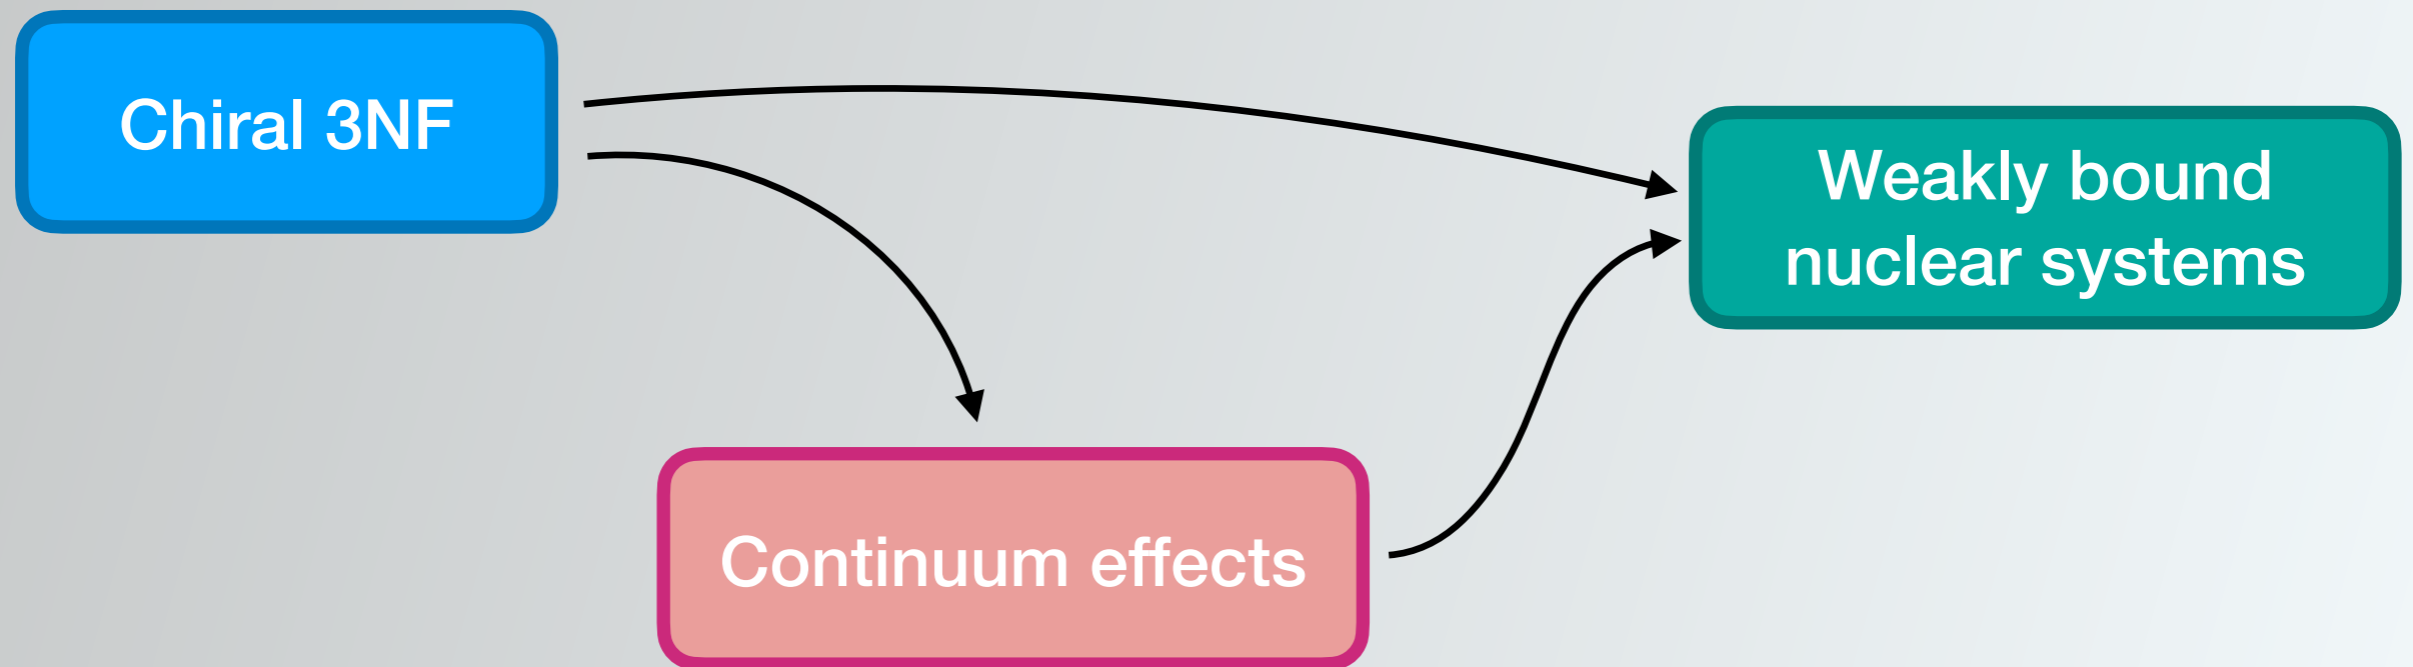 Chiral 3NF
Weakly bound
nuclear systems
Continuum effects